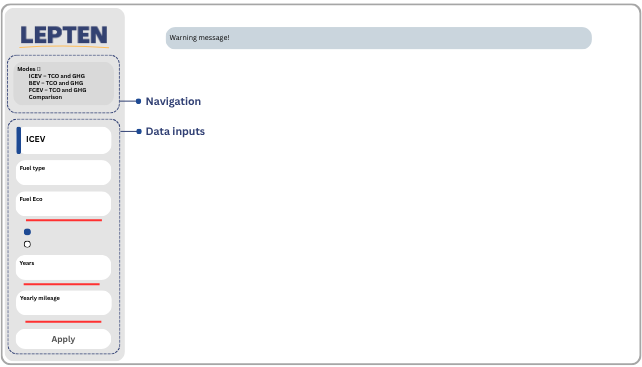 LEPTEN
Warning message!
Modes
ICEV – TCO and GHG
BEV – TCO and GHG
FCEV – TCO and GHG
Comparison
Navigation
Data inputs
ICEV
Fuel type
Fuel Eco
Years
Yearly mileage
Apply